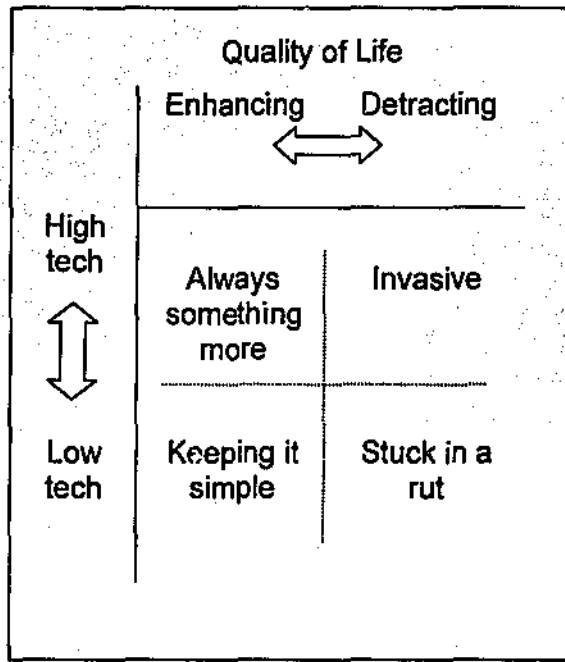 Quality of Life
Enhancing Detracting
High
tech
Always
something
more
Invasive
Low
tech
Keeping it
simple
Stuck in a
rut